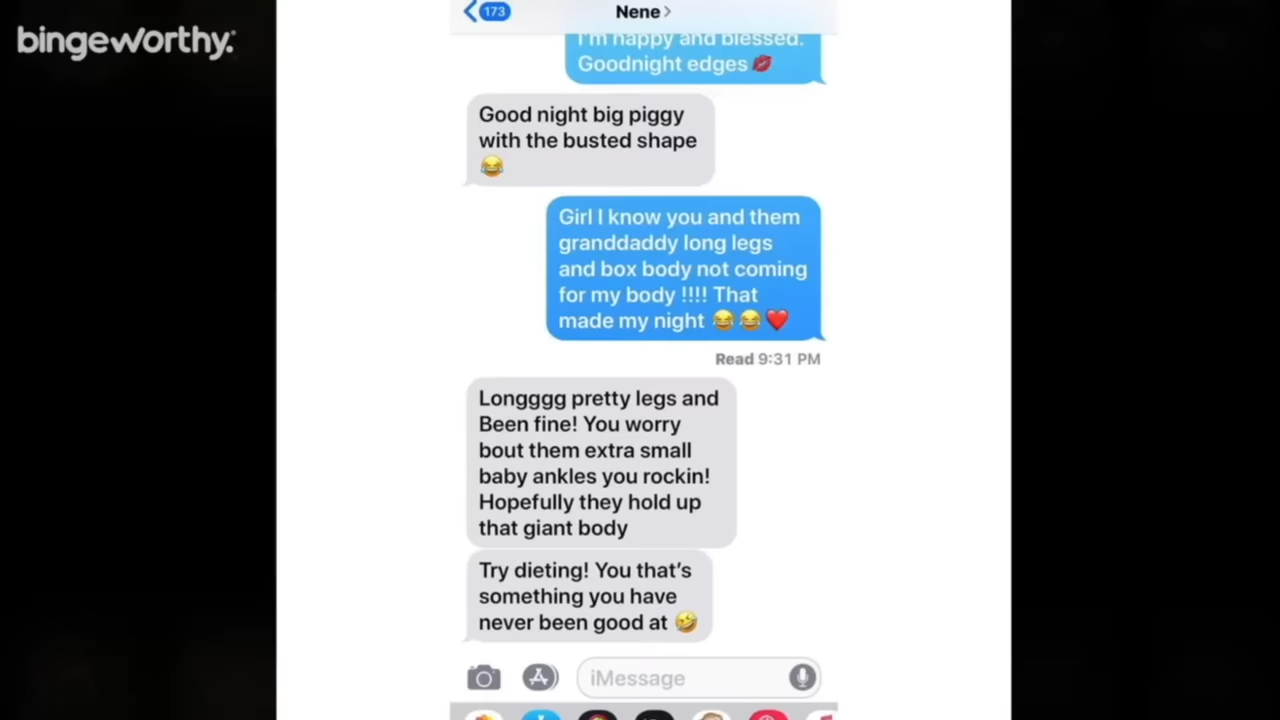 bingeworthy.
173
Nene >
I'm happy and blessed.
Goodnight edges 💋
Good night big piggy
with the busted shape
😂
Girl I know you and them
granddaddy long legs
and box body not coming
for my body !!!! That
made my night 😂😂❤️
Read 9:31 PM
Longggg pretty legs and
Been fine! You worry
bout them extra small
baby ankles you rockin!
Hopefully they hold up
that giant body
Try dieting! You that's
something you have
never been good at 🤣
iMessage